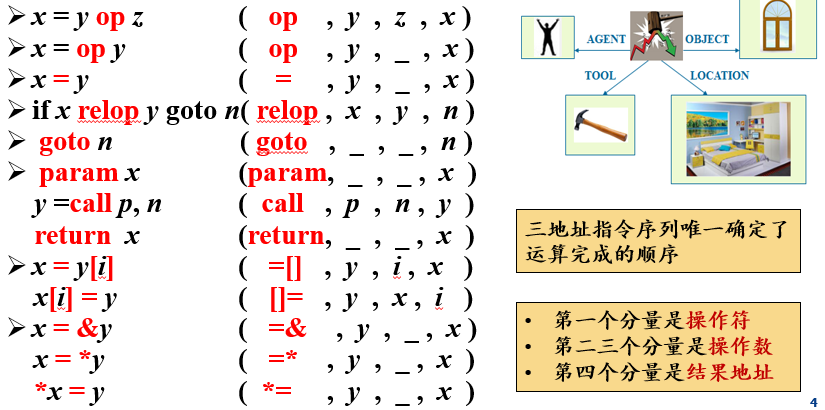 ➢ x = y op z ( op , y , z , x )
➢ x = op y ( op , y , _ , x )
➢ x = y ( = , y , _ , x )
➢ if x relop y goto n ( relop , x , y , n )
➢ goto n ( goto , _ , _ , n )
➢ param x (param, _ , _ , x )
y =call p, n ( call , p , n , y )
return x (return, _ , _ , x )
➢ x = y[i] ( =[] , y , i , x )
x[i] = y ( []= , y , x , i )
➢ x = &y ( =& , y , _ , x )
x = *y ( =* , y , _ , x )
*x = y ( *= , y , _ , x )
AGENT OBJECT
TOOL LOCATION
三地址指令序列唯一确定了
运算完成的顺序
• 第一个分量是操作符
• 第二三个分量是操作数
• 第四个分量是结果地址
4